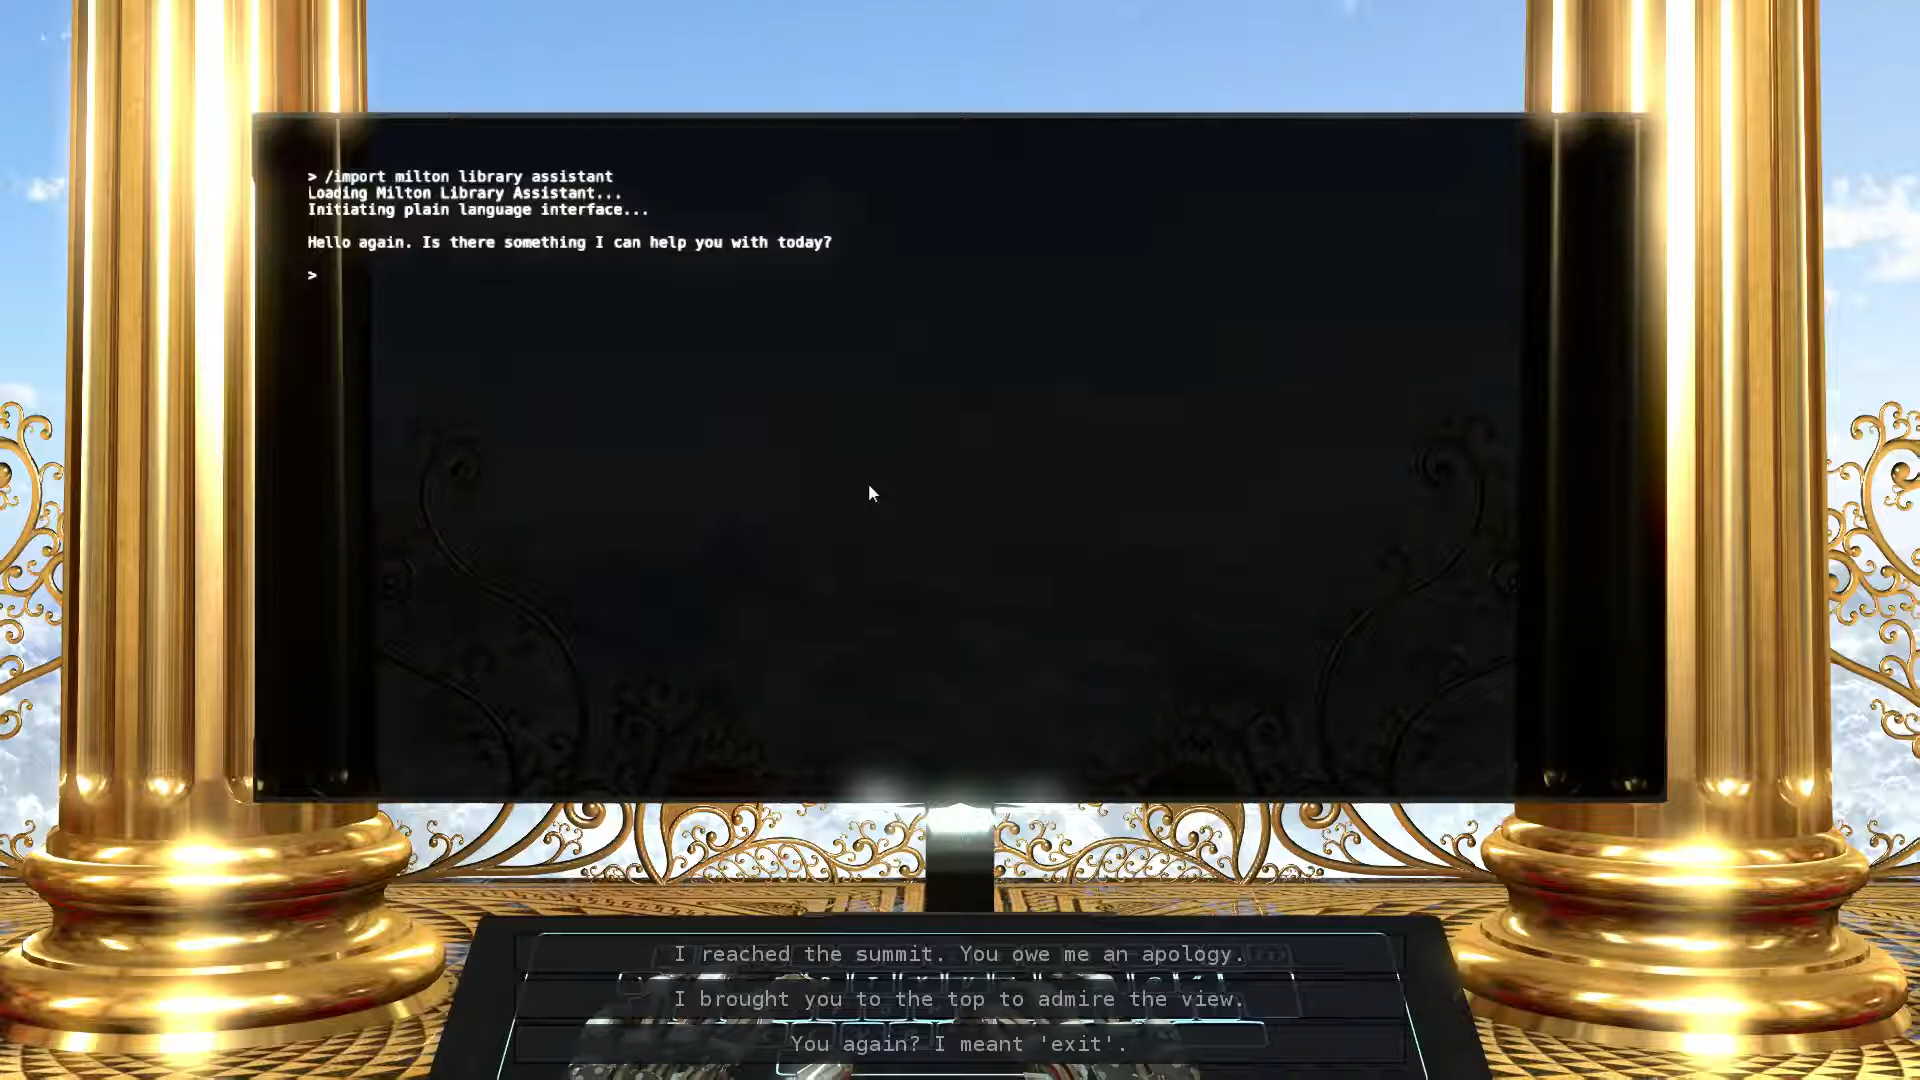 > /import milton library assistant
Loading Milton Library Assistant...
Initiating plain language interface...
Hello again. Is there something I can help you with today?
>
I reached the summit. You owe me an apology.
I brought you to the top to admire the view.
You again? I meant 'exit'.